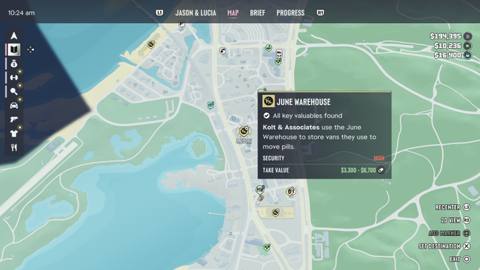 10:24 am
JASON & LUCIA
MAP
BRIEF
PROGRESS
$194,395
$10,236
$16,400
JUNE WAREHOUSE
All key valuables found
Kolt & Associates use the June
Warehouse to store vans they use to
move pills.
SECURITY HIGH
TAKE VALUE $3,300 - $6,700
RECENTER
2D VIEW
ADD MARKER
SET DESTINATION
EXIT